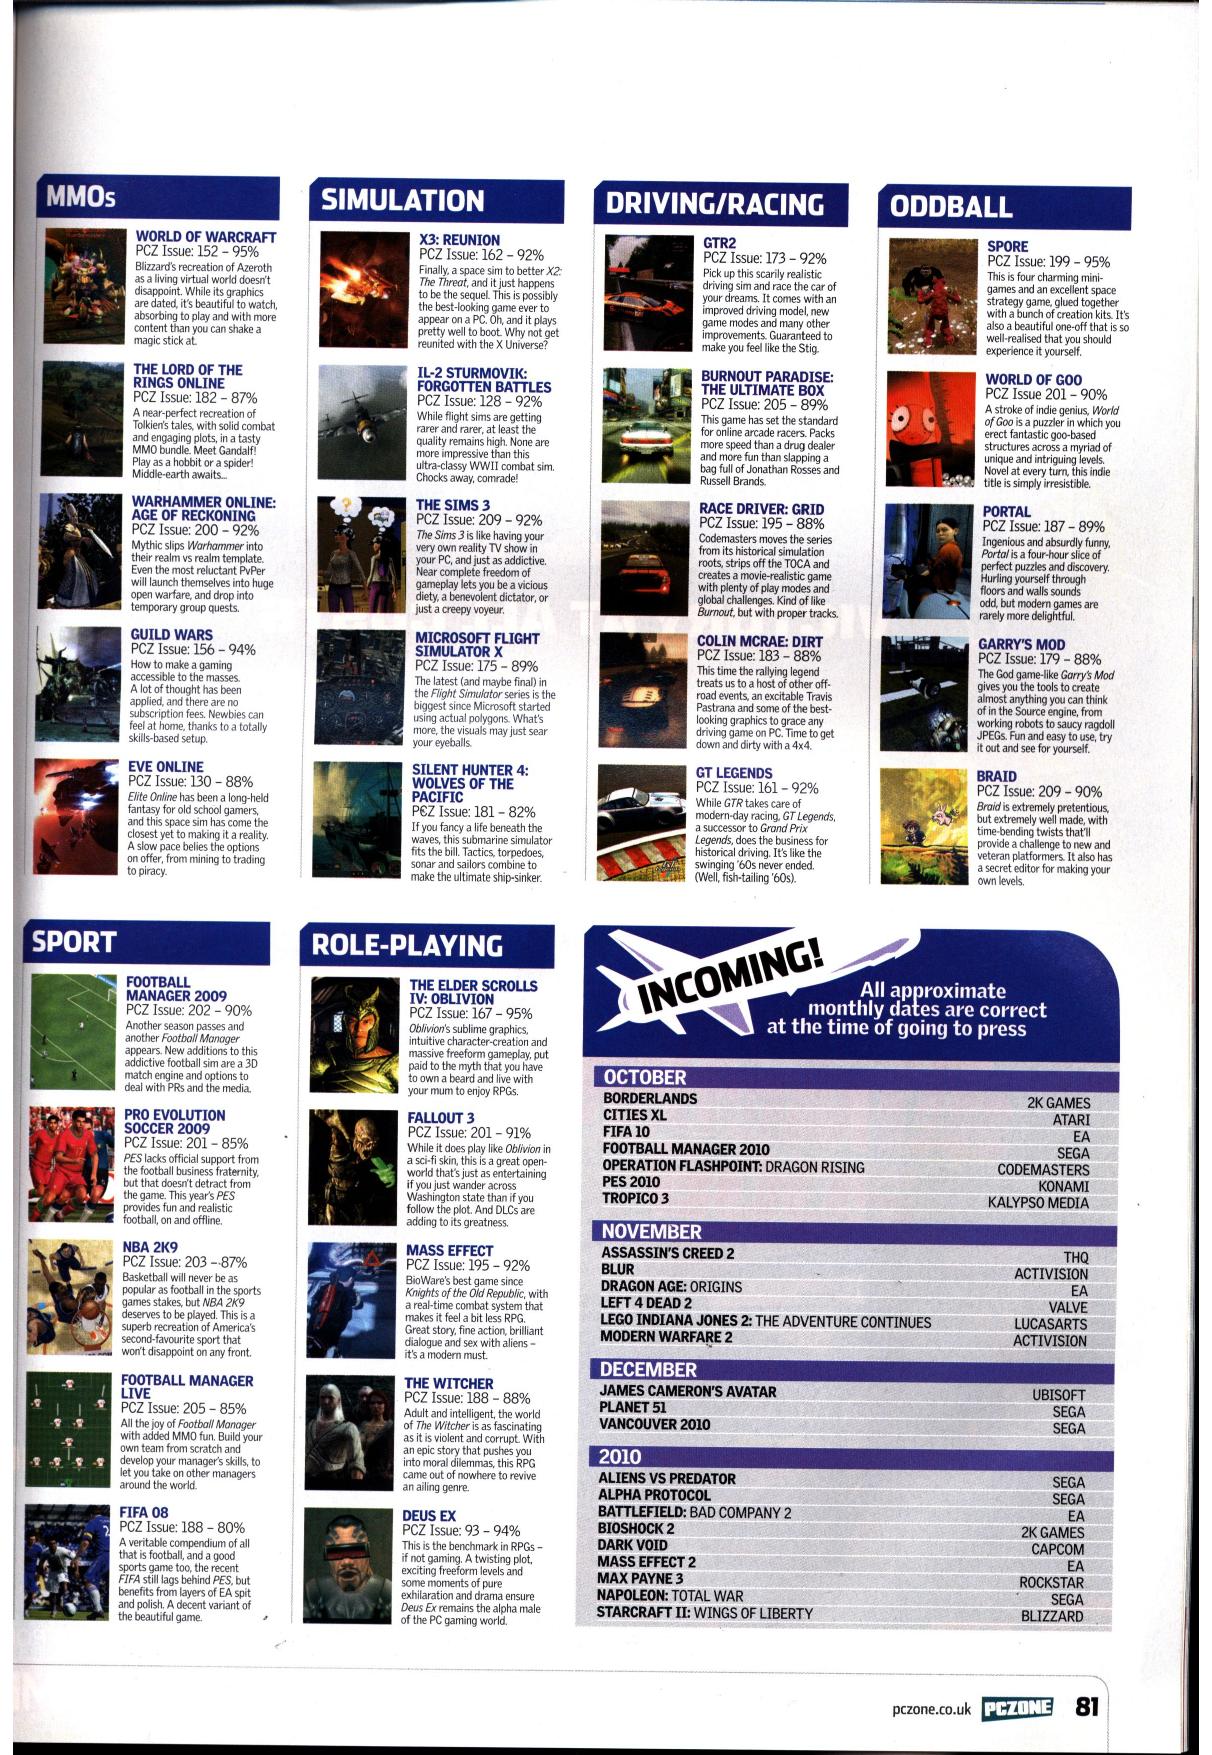 MMOs
WORLD OF WARCRAFT
PCZ Issue: 152 – 95%
Blizzard's recreation of Azeroth
as a living virtual world doesn't
disappoint. While its graphics
are dated, it's beautiful to watch,
absorbing to play and with more
content than you can shake a
magic stick at.
THE LORD OF THE
RINGS ONLINE
PCZ Issue: 182 – 87%
A near-perfect recreation of
Tolkien's tales, with solid combat
and engaging plots, in a tasty
MMO bundle. Meet Gandalf!
Play as a hobbit or a spider!
Middle-earth awaits...
WARHAMMER ONLINE:
AGE OF RECKONING
PCZ Issue: 200 – 92%
Mythic slips Warhammer into
their realm vs realm template.
Even the most reluctant PvPer
will launch themselves into huge
open warfare, and drop into
temporary group quests.
GUILD WARS
PCZ Issue: 156 – 94%
How to make a gaming
accessible to the masses.
A lot of thought has been
applied, and there are no
subscription fees. Newbies can
feel at home, thanks to a totally
skills-based setup.
EVE ONLINE
PCZ Issue: 130 – 88%
Elite Online has been a long-held
fantasy for old school gamers,
and this space sim has come the
closest yet to making it a reality.
A slow pace belies the options
on offer, from mining to trading
to piracy.
SIMULATION
X3: REUNION
PCZ Issue: 162 – 92%
Finally, a space sim to better X2:
The Threat, and it just happens
to be the sequel. This is possibly
the best-looking game ever to
appear on a PC. Oh, and it plays
pretty well to boot. Why not get
reunited with the X Universe?
IL-2 STURMOVIK:
FORGOTTEN BATTLES
PCZ Issue: 128 – 92%
While flight sims are getting
rarer and rarer, at least the
quality remains high. None are
more impressive than this
ultra-classy WWII combat sim.
Chocks away, comrade!
THE SIMS 3
PCZ Issue: 209 – 92%
The Sims 3 is like having your
very own reality TV show in
your PC, and just as addictive.
Near complete freedom of
gameplay lets you be a vicious
diety, a benevolent dictator, or
just a creepy voyeur.
MICROSOFT FLIGHT
SIMULATOR X
PCZ Issue: 175 – 89%
The latest (and maybe final) in
the Flight Simulator series is the
biggest since Microsoft started
using actual polygons. What's
more, the visuals may just sear
your eyeballs.
SILENT HUNTER 4:
WOLVES OF THE
PACIFIC
PCZ Issue: 181 – 82%
If you fancy a life beneath the
waves, this submarine simulator
fits the bill. Tactics, torpedoes,
sonar and sailors combine to
make the ultimate ship-sinker.
DRIVING/RACING
GTR2
PCZ Issue: 173 – 92%
Pick up this scarily realistic
driving sim and race the car of
your dreams. It comes with an
improved driving model, new
game modes and many other
improvements. Guaranteed to
make you feel like the Stig.
BURNOUT PARADISE:
THE ULTIMATE BOX
PCZ Issue: 205 – 89%
This game has set the standard
for online arcade racers. Packs
more speed than a drug dealer
and more fun than slapping a
bag full of Jonathan Rosses and
Russell Brands.
RACE DRIVER: GRID
PCZ Issue: 195 – 88%
Codemasters moves the series
from its historical simulation
roots, strips off the TOCA and
creates a movie-realistic game
with plenty of play modes and
global challenges. Kind of like
Burnout, but with proper tracks.
COLIN MCRAE: DIRT
PCZ Issue: 183 – 88%
This time the rallying legend
treats us to a host of other off-
road events, an excitable Travis
Pastrana and some of the best-
looking graphics to grace any
driving game on PC. Time to get
down and dirty with a 4x4.
GT LEGENDS
PCZ Issue: 161 – 92%
While GTR takes care of
modern-day racing, GT Legends,
a successor to Grand Prix
Legends, does the business for
historical driving. It's like the
swinging '60s never ended.
(Well, fish-tailing '60s).
ODDBALL
SPORE
PCZ Issue: 199 – 95%
This is four charming mini-
games and an excellent space
strategy game, glued together
with a bunch of creation kits. It's
also a beautiful one-off that is so
well-realised that you should
experience it yourself.
WORLD OF GOO
PCZ Issue 201 – 90%
A stroke of indie genius, World
of Goo is a puzzler in which you
erect fantastic goo-based
structures across a myriad of
unique and intriguing levels.
Novel at every turn, this indie
title is simply irresistible.
PORTAL
PCZ Issue: 187 – 89%
Ingenious and absurdly funny,
Portal is a four-hour slice of
perfect puzzles and discovery.
Hurling yourself through
floors and walls sounds
odd, but modern games are
rarely more delightful.
GARRY'S MOD
PCZ Issue: 179 – 88%
The God game-like Garry's Mod
gives you the tools to create
almost anything you can think
of in the Source engine, from
working robots to saucy ragdoll
JPEGs. Fun and easy to use, try
it out and see for yourself.
BRAID
PCZ Issue: 209 – 90%
Braid is extremely pretentious,
but extremely well made, with
time-bending twists that'll
provide a challenge to new and
veteran platformers. It also has
a secret editor for making your
own levels.
SPORT
FOOTBALL
MANAGER 2009
PCZ Issue: 202 – 90%
Another season passes and
another Football Manager
appears. New additions to this
addictive football sim are a 3D
match engine and options to
deal with PRs and the media.
PRO EVOLUTION
SOCCER 2009
PCZ Issue: 201 – 85%
PES lacks official support from
the football business fraternity,
but that doesn't detract from
the game. This year's PES
provides fun and realistic
football, on and offline.
NBA 2K9
PCZ Issue: 203 – 87%
Basketball will never be as
popular as football in the sports
games stakes, but NBA 2K9
deserves to be played. This is a
superb recreation of America's
second-favourite sport that
won't disappoint on any front.
FOOTBALL MANAGER
LIVE
PCZ Issue: 205 – 85%
All the joy of Football Manager
with added MMO fun. Build your
own team from scratch and
develop your manager's skills, to
let you take on other managers
around the world.
FIFA 08
PCZ Issue: 188 – 80%
A veritable compendium of all
that is football, and a good
sports game too, the recent
FIFA still lags behind PES, but
benefits from layers of EA spit
and polish. A decent variant of
the beautiful game.
ROLE-PLAYING
THE ELDER SCROLLS
IV: OBLIVION
PCZ Issue: 167 – 95%
Oblivion's sublime graphics,
intuitive character-creation and
massive freeform gameplay, put
paid to the myth that you have
to own a beard and live with
your mum to enjoy RPGs.
FALLOUT 3
PCZ Issue: 201 – 91%
While it does play like Oblivion in
a sci-fi skin, this is a great open-
world that's just as entertaining
if you just wander across
Washington state than if you
follow the plot. And DLCs are
adding to its greatness.
MASS EFFECT
PCZ Issue: 195 – 92%
BioWare's best game since
Knights of the Old Republic, with
a real-time combat system that
makes it feel a bit less RPG.
Great story, fine action, brilliant
dialogue and sex with aliens –
it's a modern must.
THE WITCHER
PCZ Issue: 188 – 88%
Adult and intelligent, the world
of The Witcher is as fascinating
as it is violent and corrupt. With
an epic story that pushes you
into moral dilemmas, this RPG
came out of nowhere to revive
an ailing genre.
DEUS EX
PCZ Issue: 93 – 94%
This is the benchmark in RPGs –
if not gaming. A twisting plot,
exciting freeform levels and
some moments of pure
exhilaration and drama ensure
Deus Ex remains the alpha male
of the PC gaming world.
INCOMING!
All approximate
monthly dates are correct
at the time of going to press
OCTOBER
BORDERLANDS 2K GAMES
CITIES XL ATARI
FIFA 10 EA
FOOTBALL MANAGER 2010 SEGA
OPERATION FLASHPOINT: DRAGON RISING CODEMASTERS
PES 2010 KONAMI
TROPICO 3 KALYPSO MEDIA
NOVEMBER
ASSASSIN'S CREED 2 THQ
BLUR ACTIVISION
DRAGON AGE: ORIGINS EA
LEFT 4 DEAD 2 VALVE
LEGO INDIANA JONES 2: THE ADVENTURE CONTINUES LUCASARTS
MODERN WARFARE 2 ACTIVISION
DECEMBER
JAMES CAMERON'S AVATAR UBISOFT
PLANET 51 SEGA
VANCOUVER 2010 SEGA
2010
ALIENS VS PREDATOR SEGA
ALPHA PROTOCOL SEGA
BATTLEFIELD: BAD COMPANY 2 EA
BIOSHOCK 2 2K GAMES
DARK VOID CAPCOM
MASS EFFECT 2 EA
MAX PAYNE 3 ROCKSTAR
NAPOLEON: TOTAL WAR SEGA
STARCRAFT II: WINGS OF LIBERTY BLIZZARD
pczone.co.uk PCZONE 81